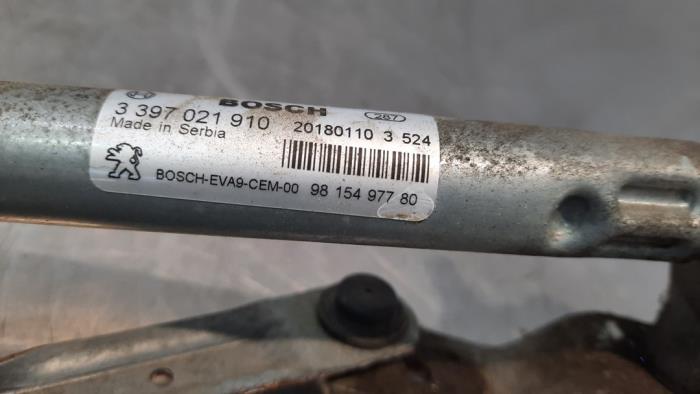 BOSCH
287
3 397 021 910
20180110 3 524
Made in Serbia
BOSCH-EVA9-CEM-00 98 154 977 80